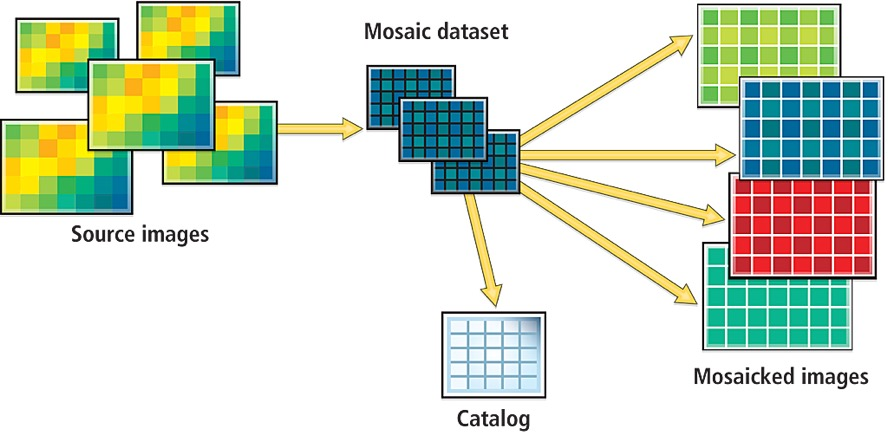 Mosaic dataset
Source images
Catalog
Mosaicked images